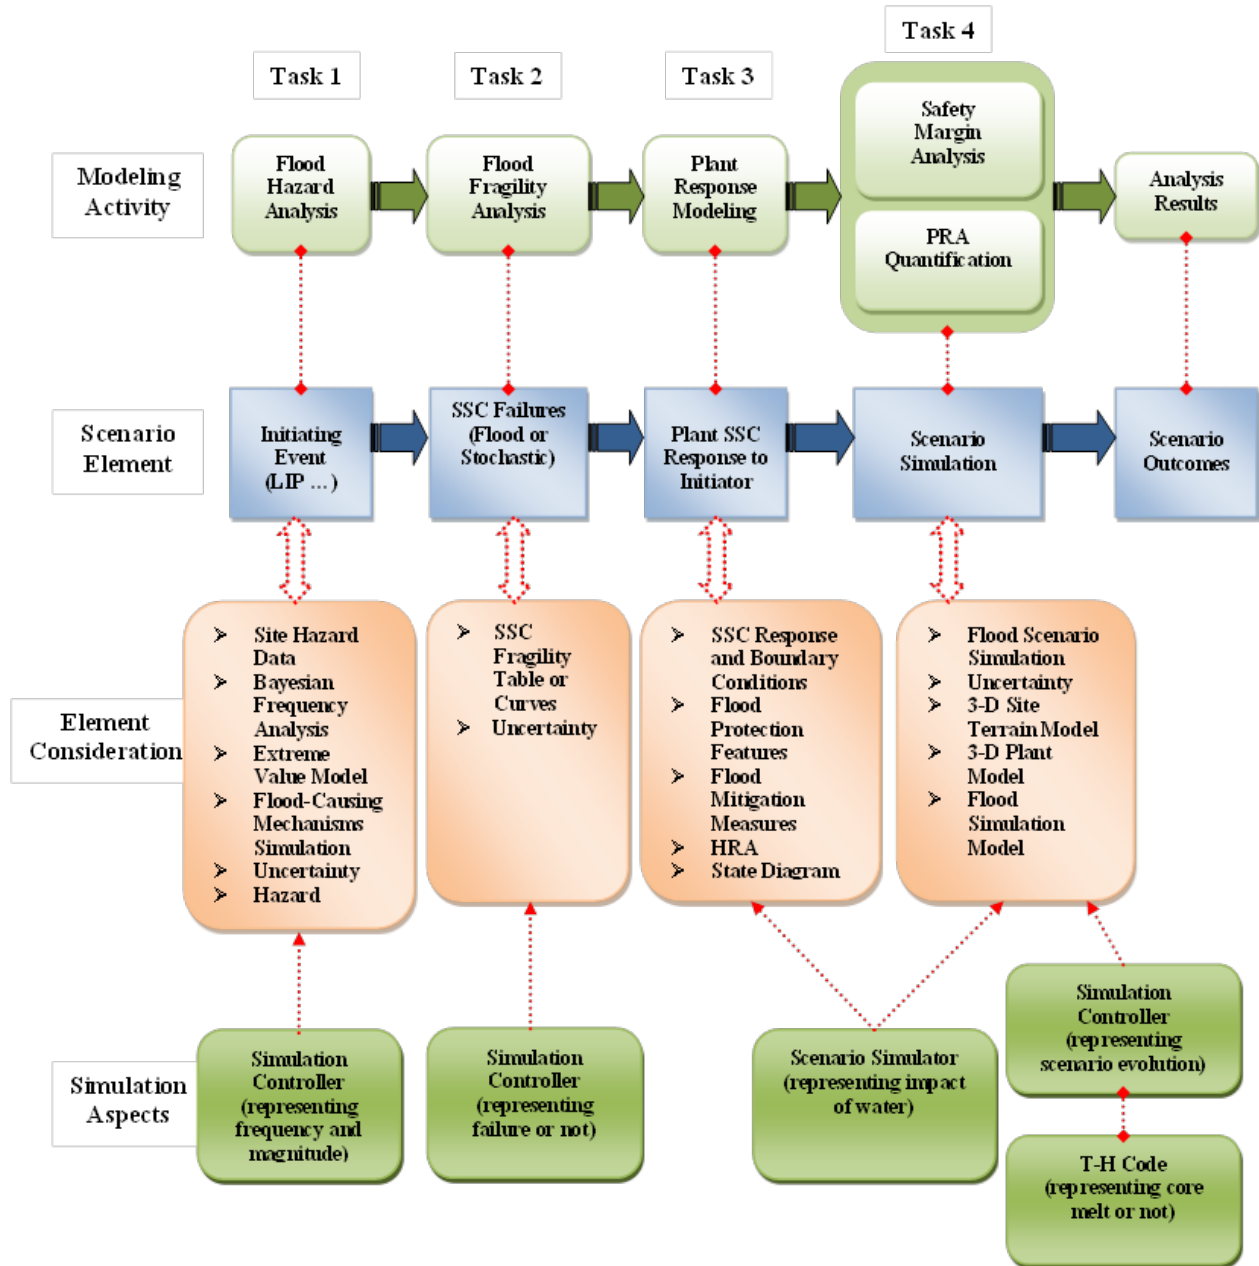 Task 1
Task 2
Task 3
Task 4
Modeling
Activity
Flood
Hazard
Analysis
Flood
Fragility
Analysis
Plant
Response
Modeling
Safety
Margin
Analysis
PRA
Quantification
Analysis
Results
Scenario
Element
Initiating
Event
(LIP ...)
SSC Failures
(Flood or
Stochastic)
Plant SSC
Response to
Initiator
Scenario
Simulation
Scenario
Outcomes
Element
Consideration
➢ Site Hazard
Data
➢ Bayesian
Frequency
Analysis
➢ Extreme
Value Model
➢ Flood-Causing
Mechanisms
Simulation
➢ Uncertainty
➢ Hazard
➢ SSC
Fragility
Table or
Curves
➢ Uncertainty
➢ SSC Response
and Boundary
Conditions
➢ Flood
Protection
Features
➢ Flood
Mitigation
Measures
➢ HRA
➢ State Diagram
➢ Flood Scenario
Simulation
➢ Uncertainty
➢ 3-D Site
Terrain Model
➢ 3-D Plant
Model
➢ Flood
Simulation
Model
Simulation
Aspects
Simulation
Controller
(representing
frequency and
magnitude)
Simulation
Controller
(representing
failure or not)
Scenario Simulator
(representing impact
of water)
Simulation
Controller
(representing
scenario evolution)
T-H Code
(representing core
melt or not)